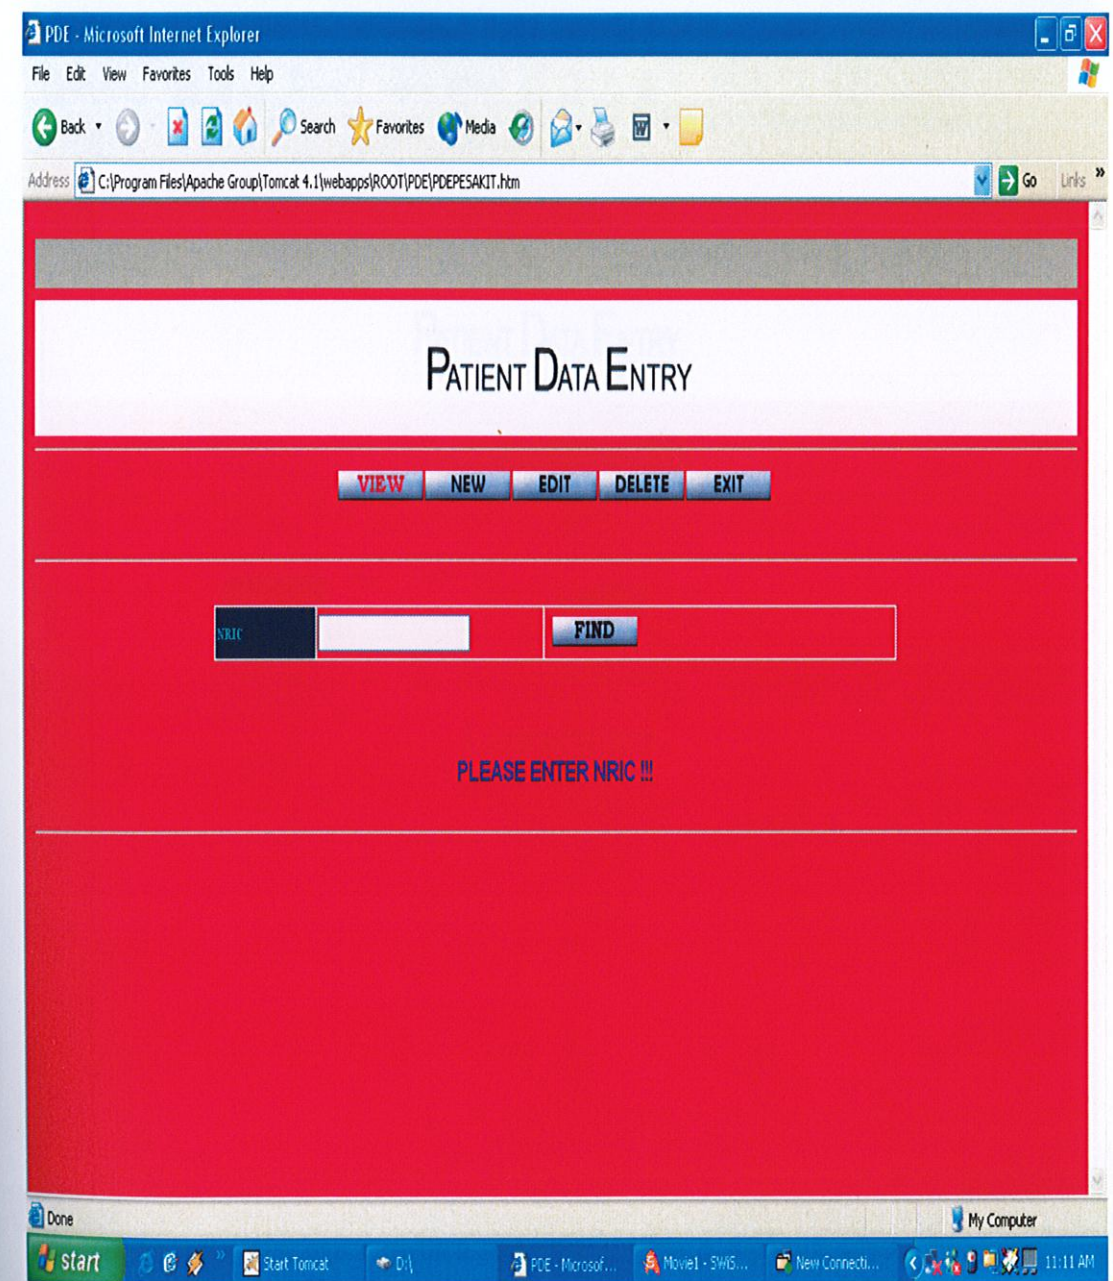 PDE - Microsoft Internet Explorer
File Edit View Favorites Tools Help
Back Search Favorites Media
Address C:\Program Files\Apache Group\Tomcat 4.1\webapps\ROOT\PDE\PDEPESAKIT.htm Go Links »
PATIENT DATA ENTRY
VIEW NEW EDIT DELETE EXIT
NRIC FIND
PLEASE ENTER NRIC !!!
Done My Computer
start » Start Tomcat D:\ PDE - Microsof... Movie1 - SWiS... New Connecti... 11:11 AM